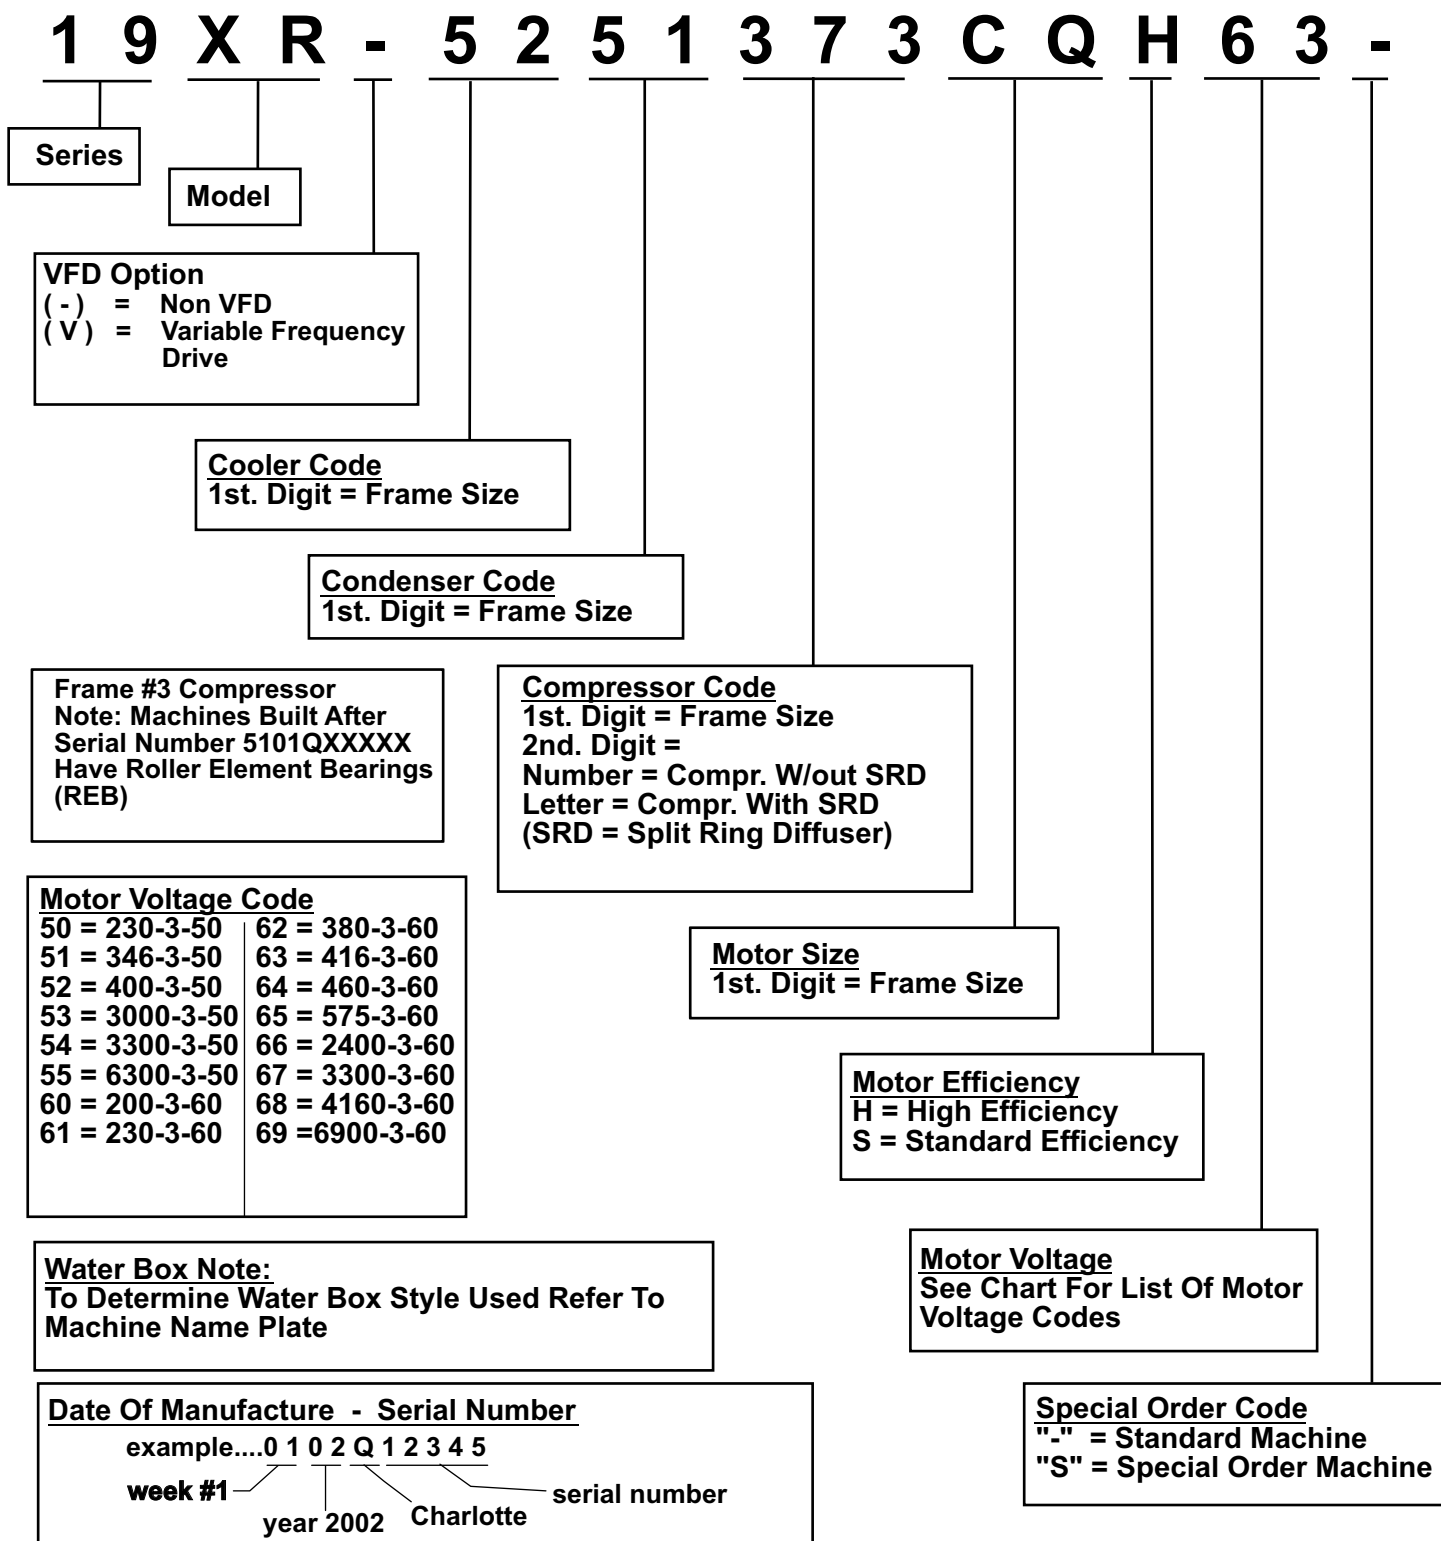 1 9 X R - 5 2 5 1 3 7 3 C Q H 6 3 -
Series
Model
VFD Option
( - ) = Non VFD
( V ) = Variable Frequency
Drive
Cooler Code
1st. Digit = Frame Size
Condenser Code
1st. Digit = Frame Size
Frame #3 Compressor
Note: Machines Built After
Serial Number 5101QXXXXX
Have Roller Element Bearings
(REB)
Compressor Code
1st. Digit = Frame Size
2nd. Digit =
Number = Compr. W/out SRD
Letter = Compr. With SRD
(SRD = Split Ring Diffuser)
Motor Voltage Code
50 = 230-3-50 62 = 380-3-60
51 = 346-3-50 63 = 416-3-60
52 = 400-3-50 64 = 460-3-60
53 = 3000-3-50 65 = 575-3-60
54 = 3300-3-50 66 = 2400-3-60
55 = 6300-3-50 67 = 3300-3-60
60 = 200-3-60 68 = 4160-3-60
61 = 230-3-60 69 =6900-3-60
Motor Size
1st. Digit = Frame Size
Motor Efficiency
H = High Efficiency
S = Standard Efficiency
Water Box Note:
To Determine Water Box Style Used Refer To
Machine Name Plate
Motor Voltage
See Chart For List Of Motor
Voltage Codes
Date Of Manufacture - Serial Number
example....0 1 0 2 Q 1 2 3 4 5
week #1
serial number
year 2002
Charlotte
Special Order Code
"-" = Standard Machine
"S" = Special Order Machine